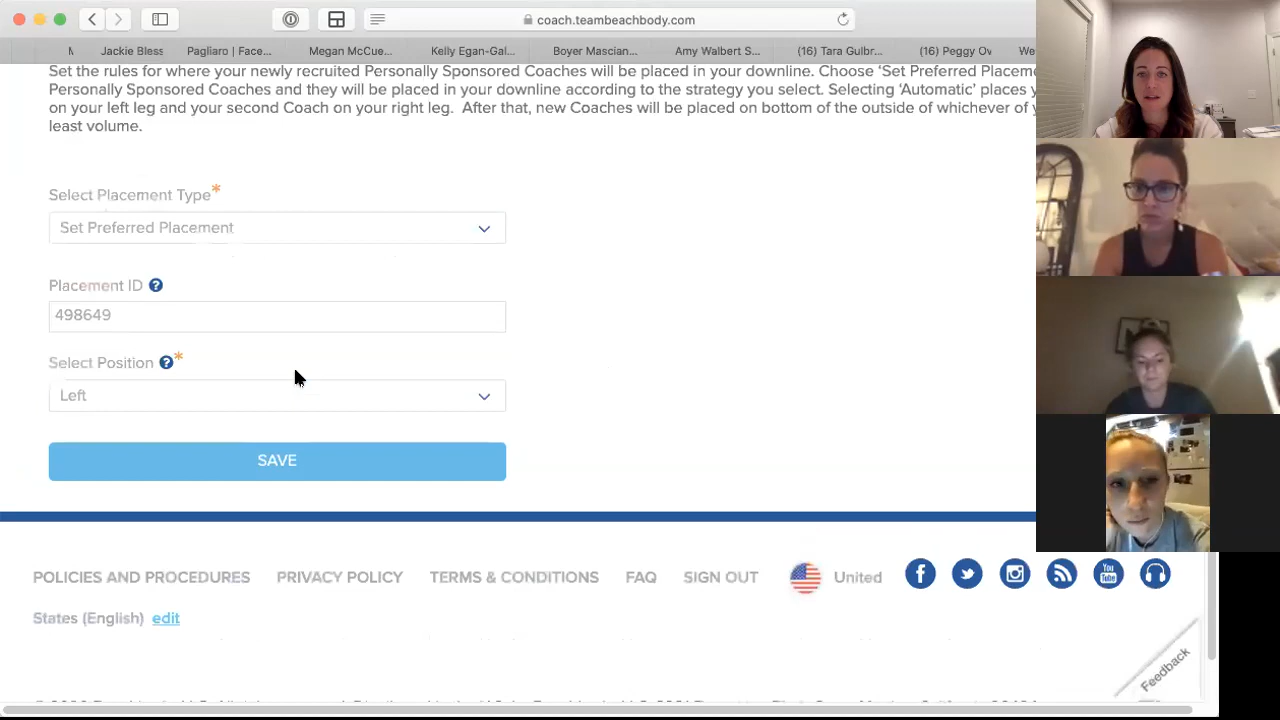 coach.teambeachbody.com
Jackie Bless
Pagliaro | Face...
Megan McCue...
Kelly Egan-Gal...
Boyer Mascian...
Amy Walbert S...
(16) Tara Gulbr...
(16) Peggy Ov
We
Set the rules for where your newly recruited Personally Sponsored Coaches will be placed in your downline. Choose ‘Set Preferred Placeme
Personally Sponsored Coaches and they will be placed in your downline according to the strategy you select. Selecting ‘Automatic’ places y
on your left leg and your second Coach on your right leg. After that, new Coaches will be placed on bottom of the outside of whichever of y
least volume.
Select Placement Type*
Set Preferred Placement
Placement ID ?
498649
Select Position ?*
Left
SAVE
POLICIES AND PROCEDURES PRIVACY POLICY TERMS & CONDITIONS FAQ SIGN OUT United
States (English) edit
You Tube
Feedback